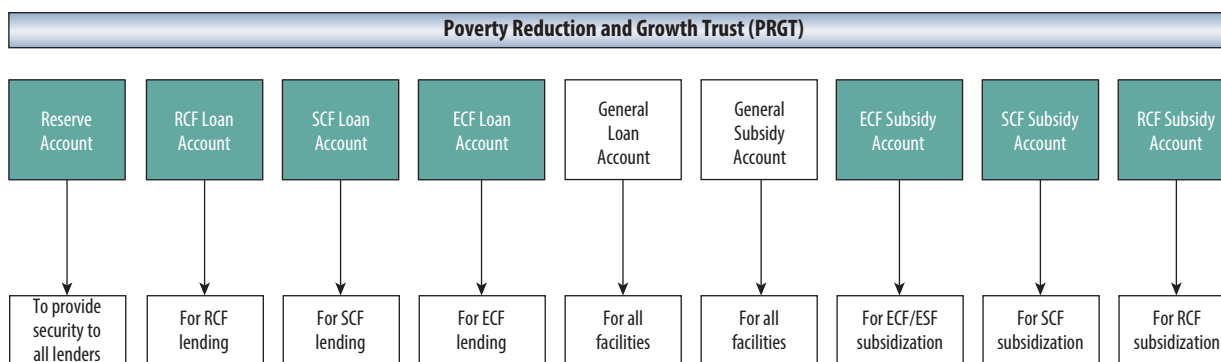 Poverty Reduction and Growth Trust (PRGT)
Reserve
Account
RCF Loan
Account
SCF Loan
Account
ECF Loan
Account
General
Loan
Account
General
Subsidy
Account
ECF Subsidy
Account
SCF Subsidy
Account
RCF Subsidy
Account
To provide
security to
all lenders
For RCF
lending
For SCF
lending
For ECF
lending
For all
facilities
For all
facilities
For ECF/ESF
subsidization
For SCF
subsidization
For RCF
subsidization